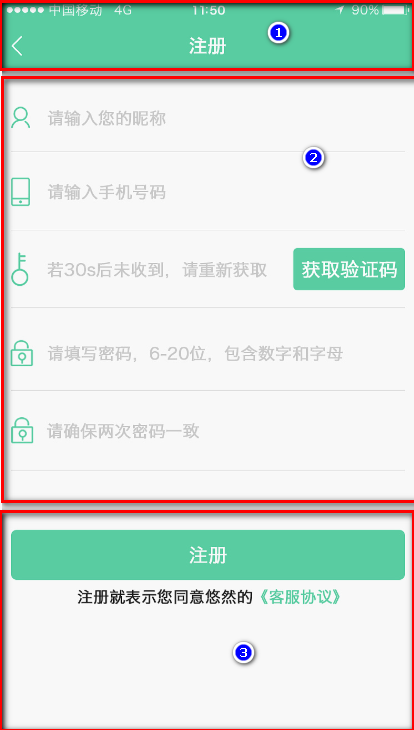 中国移动 4G 11:50 90%
注册
1
请输入您的昵称
2
请输入手机号码
若30s后未收到，请重新获取 获取验证码
请填写密码，6-20位，包含数字和字母
请确保两次密码一致
注册
注册就表示您同意悠然的《客服协议》
3